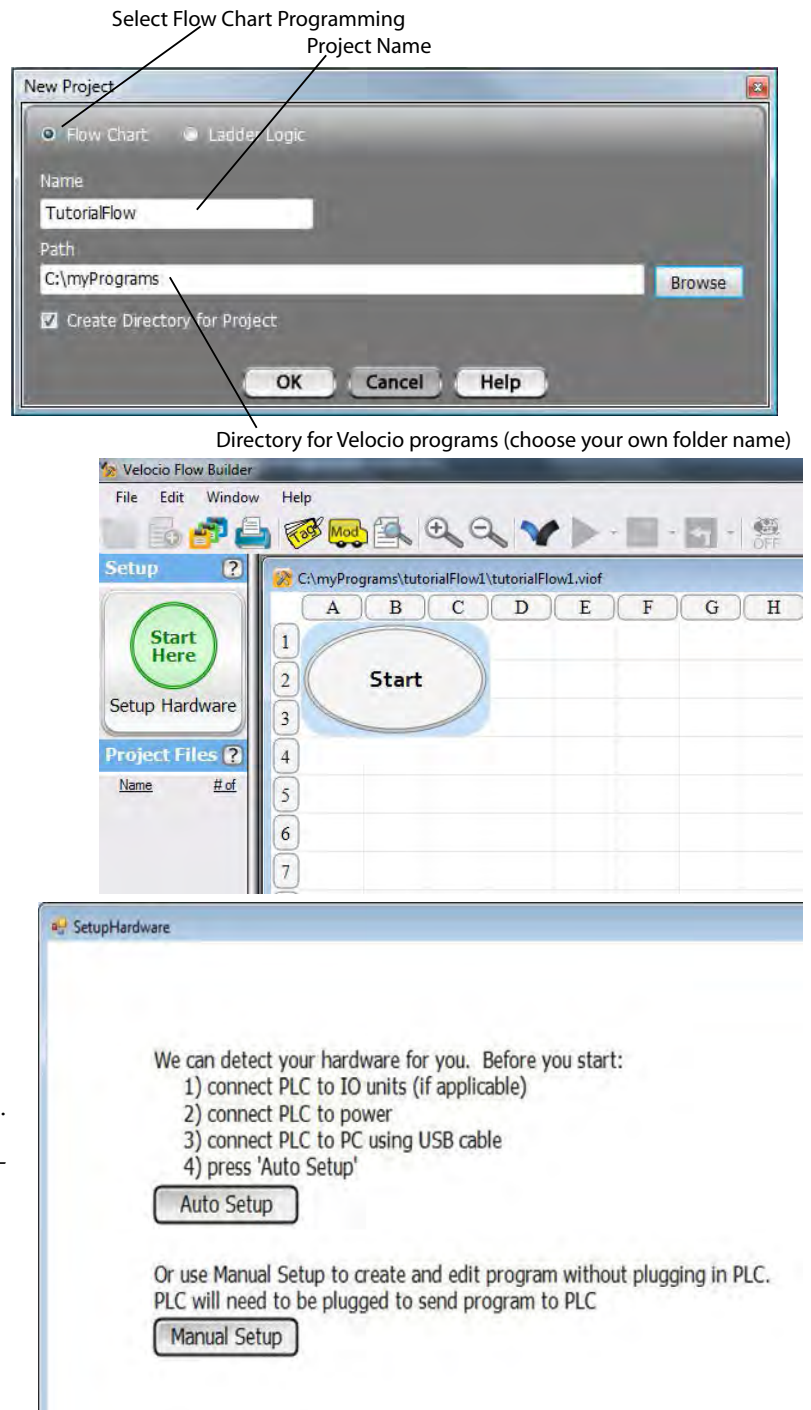 Select Flow Chart Programming
Project Name
New Project
Flow Chart Ladder Logic
Name
TutorialFlow
Path
C:\myPrograms
Browse
Create Directory for Project
OK Cancel Help
Directory for Velocio programs (choose your own folder name)
Velocio Flow Builder
File Edit Window Help
Tag Mod OFF
Setup ?
C:\myPrograms\tutorialFlow1\tutorialFlow1.viof
A B C D E F G H
Start
Here
Setup Hardware
1
2
Start
3
Project Files ?
4
Name # of
5
6
7
SetupHardware
We can detect your hardware for you. Before you start:
1) connect PLC to IO units (if applicable)
2) connect PLC to power
3) connect PLC to PC using USB cable
4) press 'Auto Setup'
Auto Setup
Or use Manual Setup to create and edit program without plugging in PLC.
PLC will need to be plugged to send program to PLC
Manual Setup